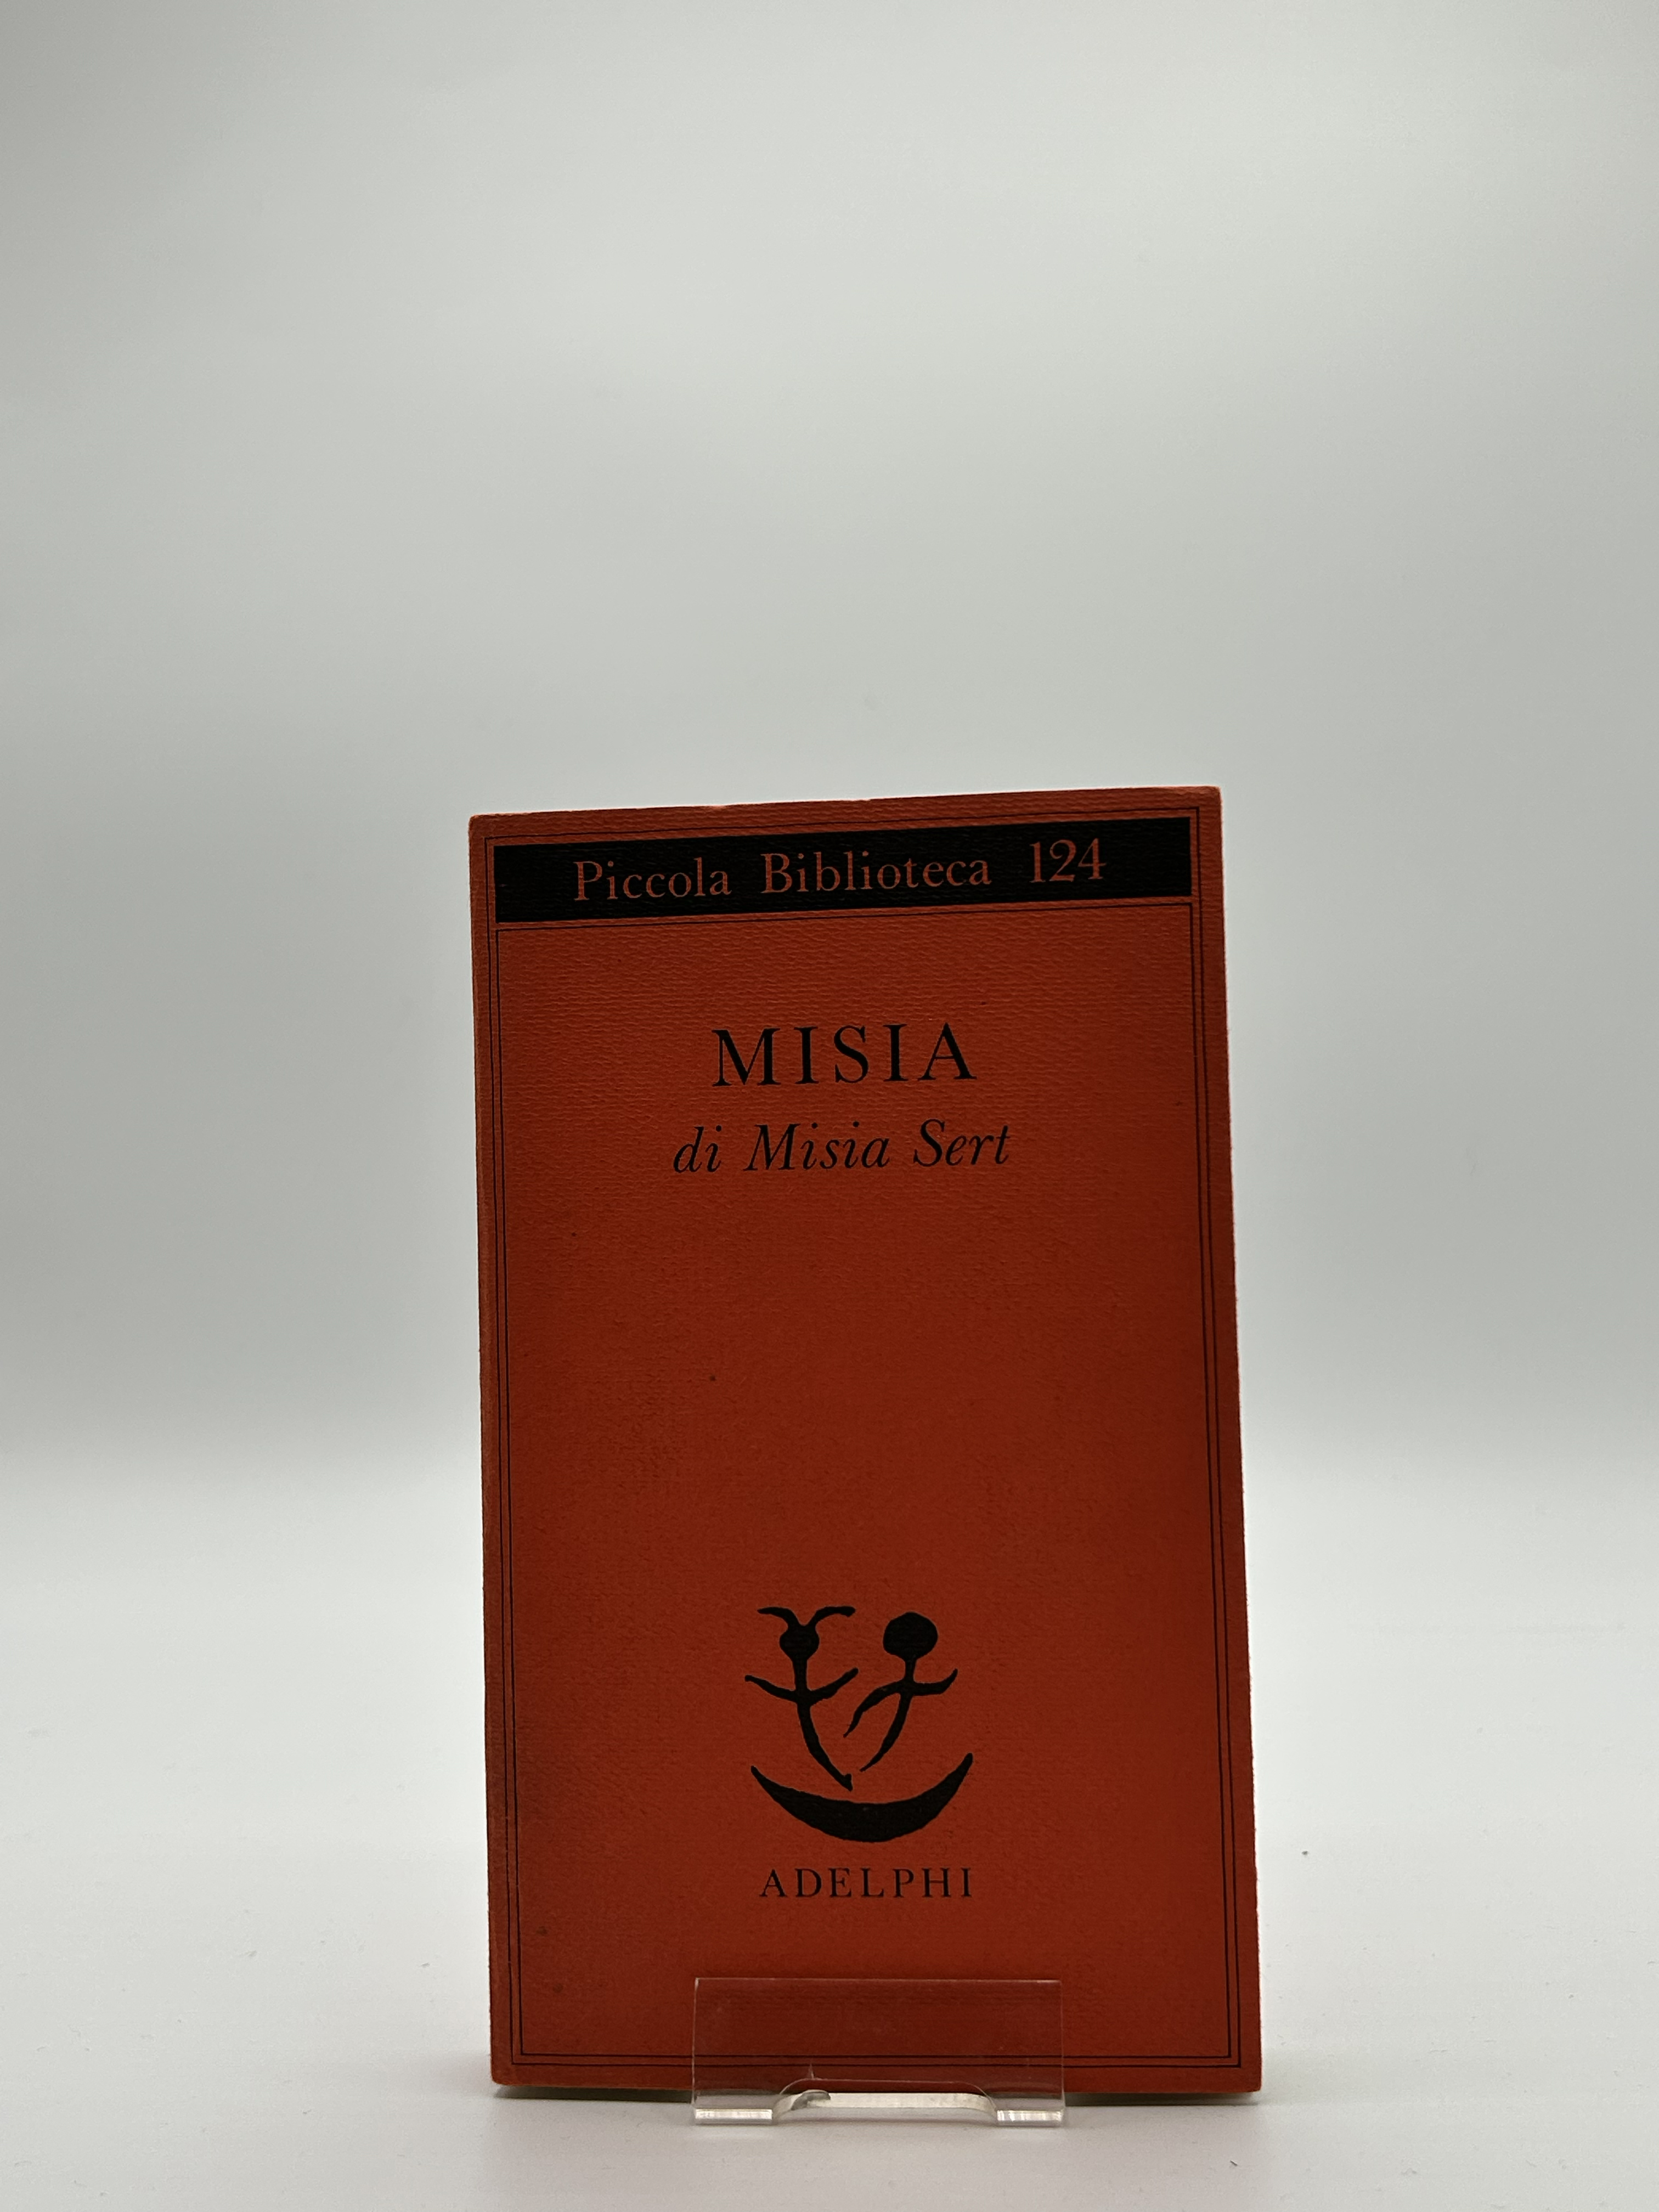 Piccola Biblioteca 124
MISIA
di Misia Sert
ADELPHI